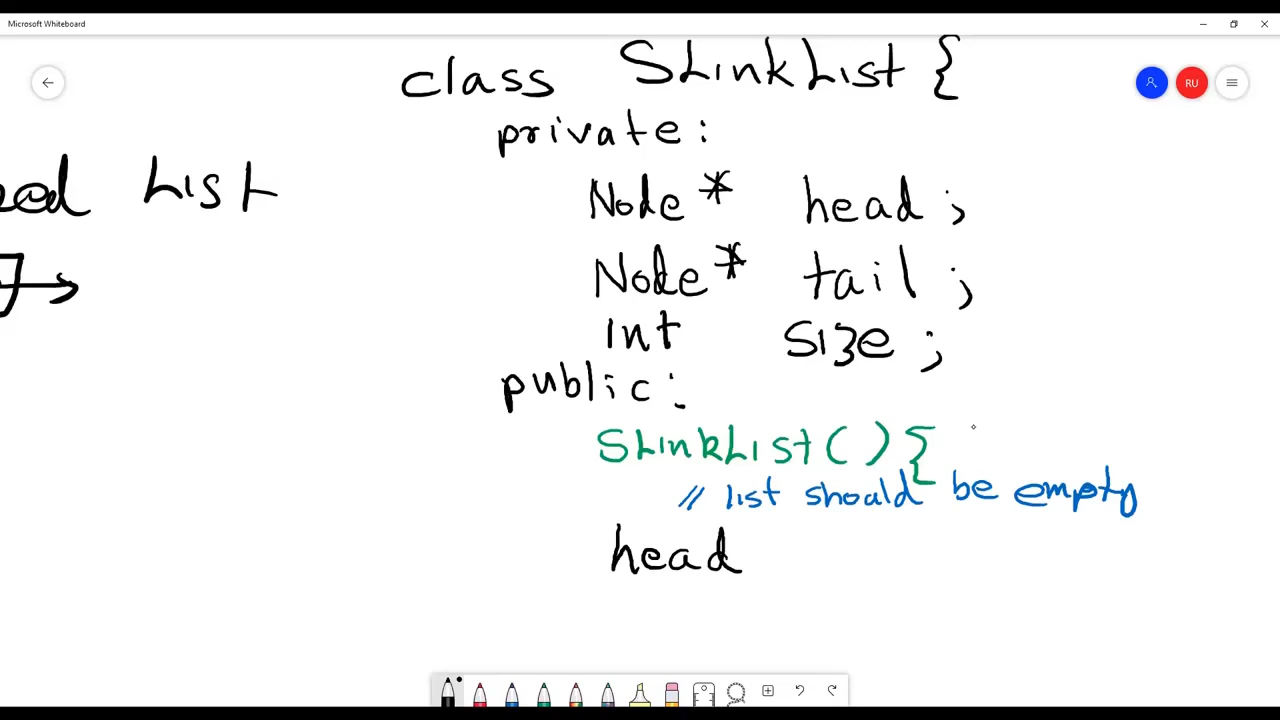 Microsoft Whiteboard
RU
class SLinkList {
private:
Node* head;
Node* tail;
int size;
public:
SLinkList() {
// list should be empty
head
List